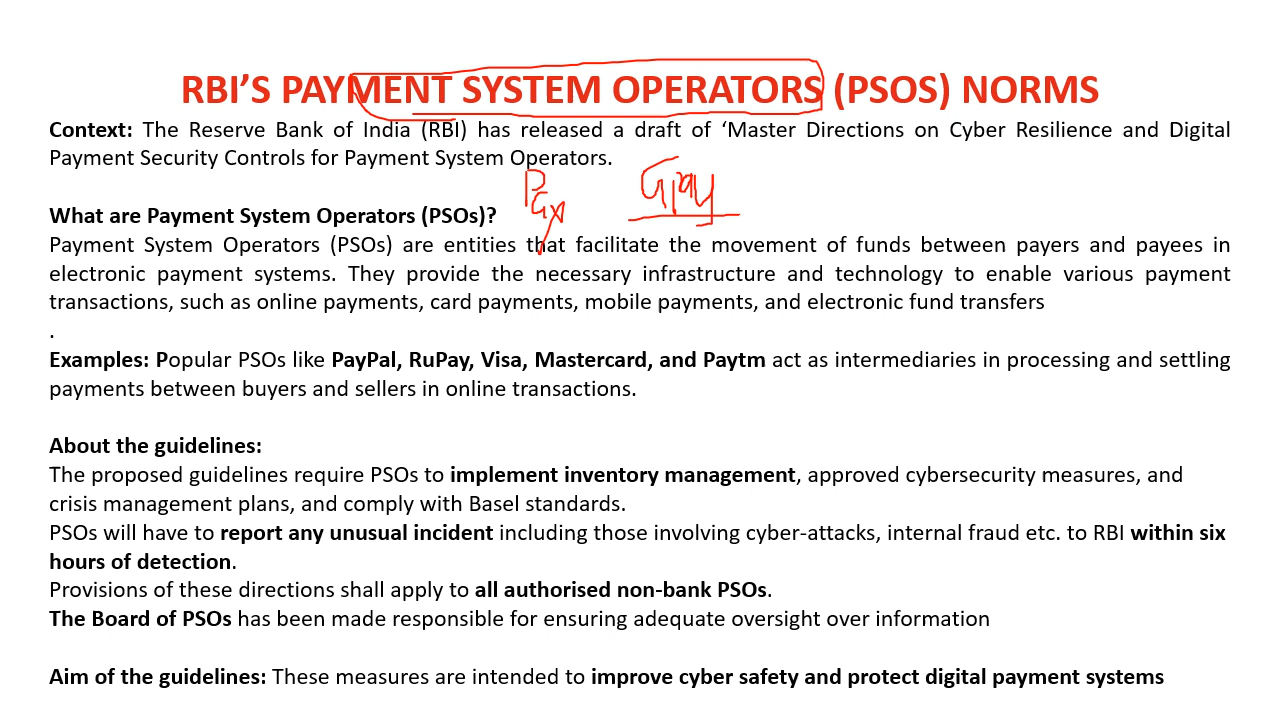 RBI'S PAYMENT SYSTEM OPERATORS (PSOS) NORMS
Context: The Reserve Bank of India (RBI) has released a draft of ‘Master Directions on Cyber Resilience and Digital
Payment Security Controls for Payment System Operators.
Gpay
What are Payment System Operators (PSOs)?
Payment System Operators (PSOs) are entities that facilitate the movement of funds between payers and payees in
electronic payment systems. They provide the necessary infrastructure and technology to enable various payment
transactions, such as online payments, card payments, mobile payments, and electronic fund transfers
.
Examples: Popular PSOs like PayPal, RuPay, Visa, Mastercard, and Paytm act as intermediaries in processing and settling
payments between buyers and sellers in online transactions.
About the guidelines:
The proposed guidelines require PSOs to implement inventory management, approved cybersecurity measures, and
crisis management plans, and comply with Basel standards.
PSOs will have to report any unusual incident including those involving cyber-attacks, internal fraud etc. to RBI within six
hours of detection.
Provisions of these directions shall apply to all authorised non-bank PSOs.
The Board of PSOs has been made responsible for ensuring adequate oversight over information
Aim of the guidelines: These measures are intended to improve cyber safety and protect digital payment systems